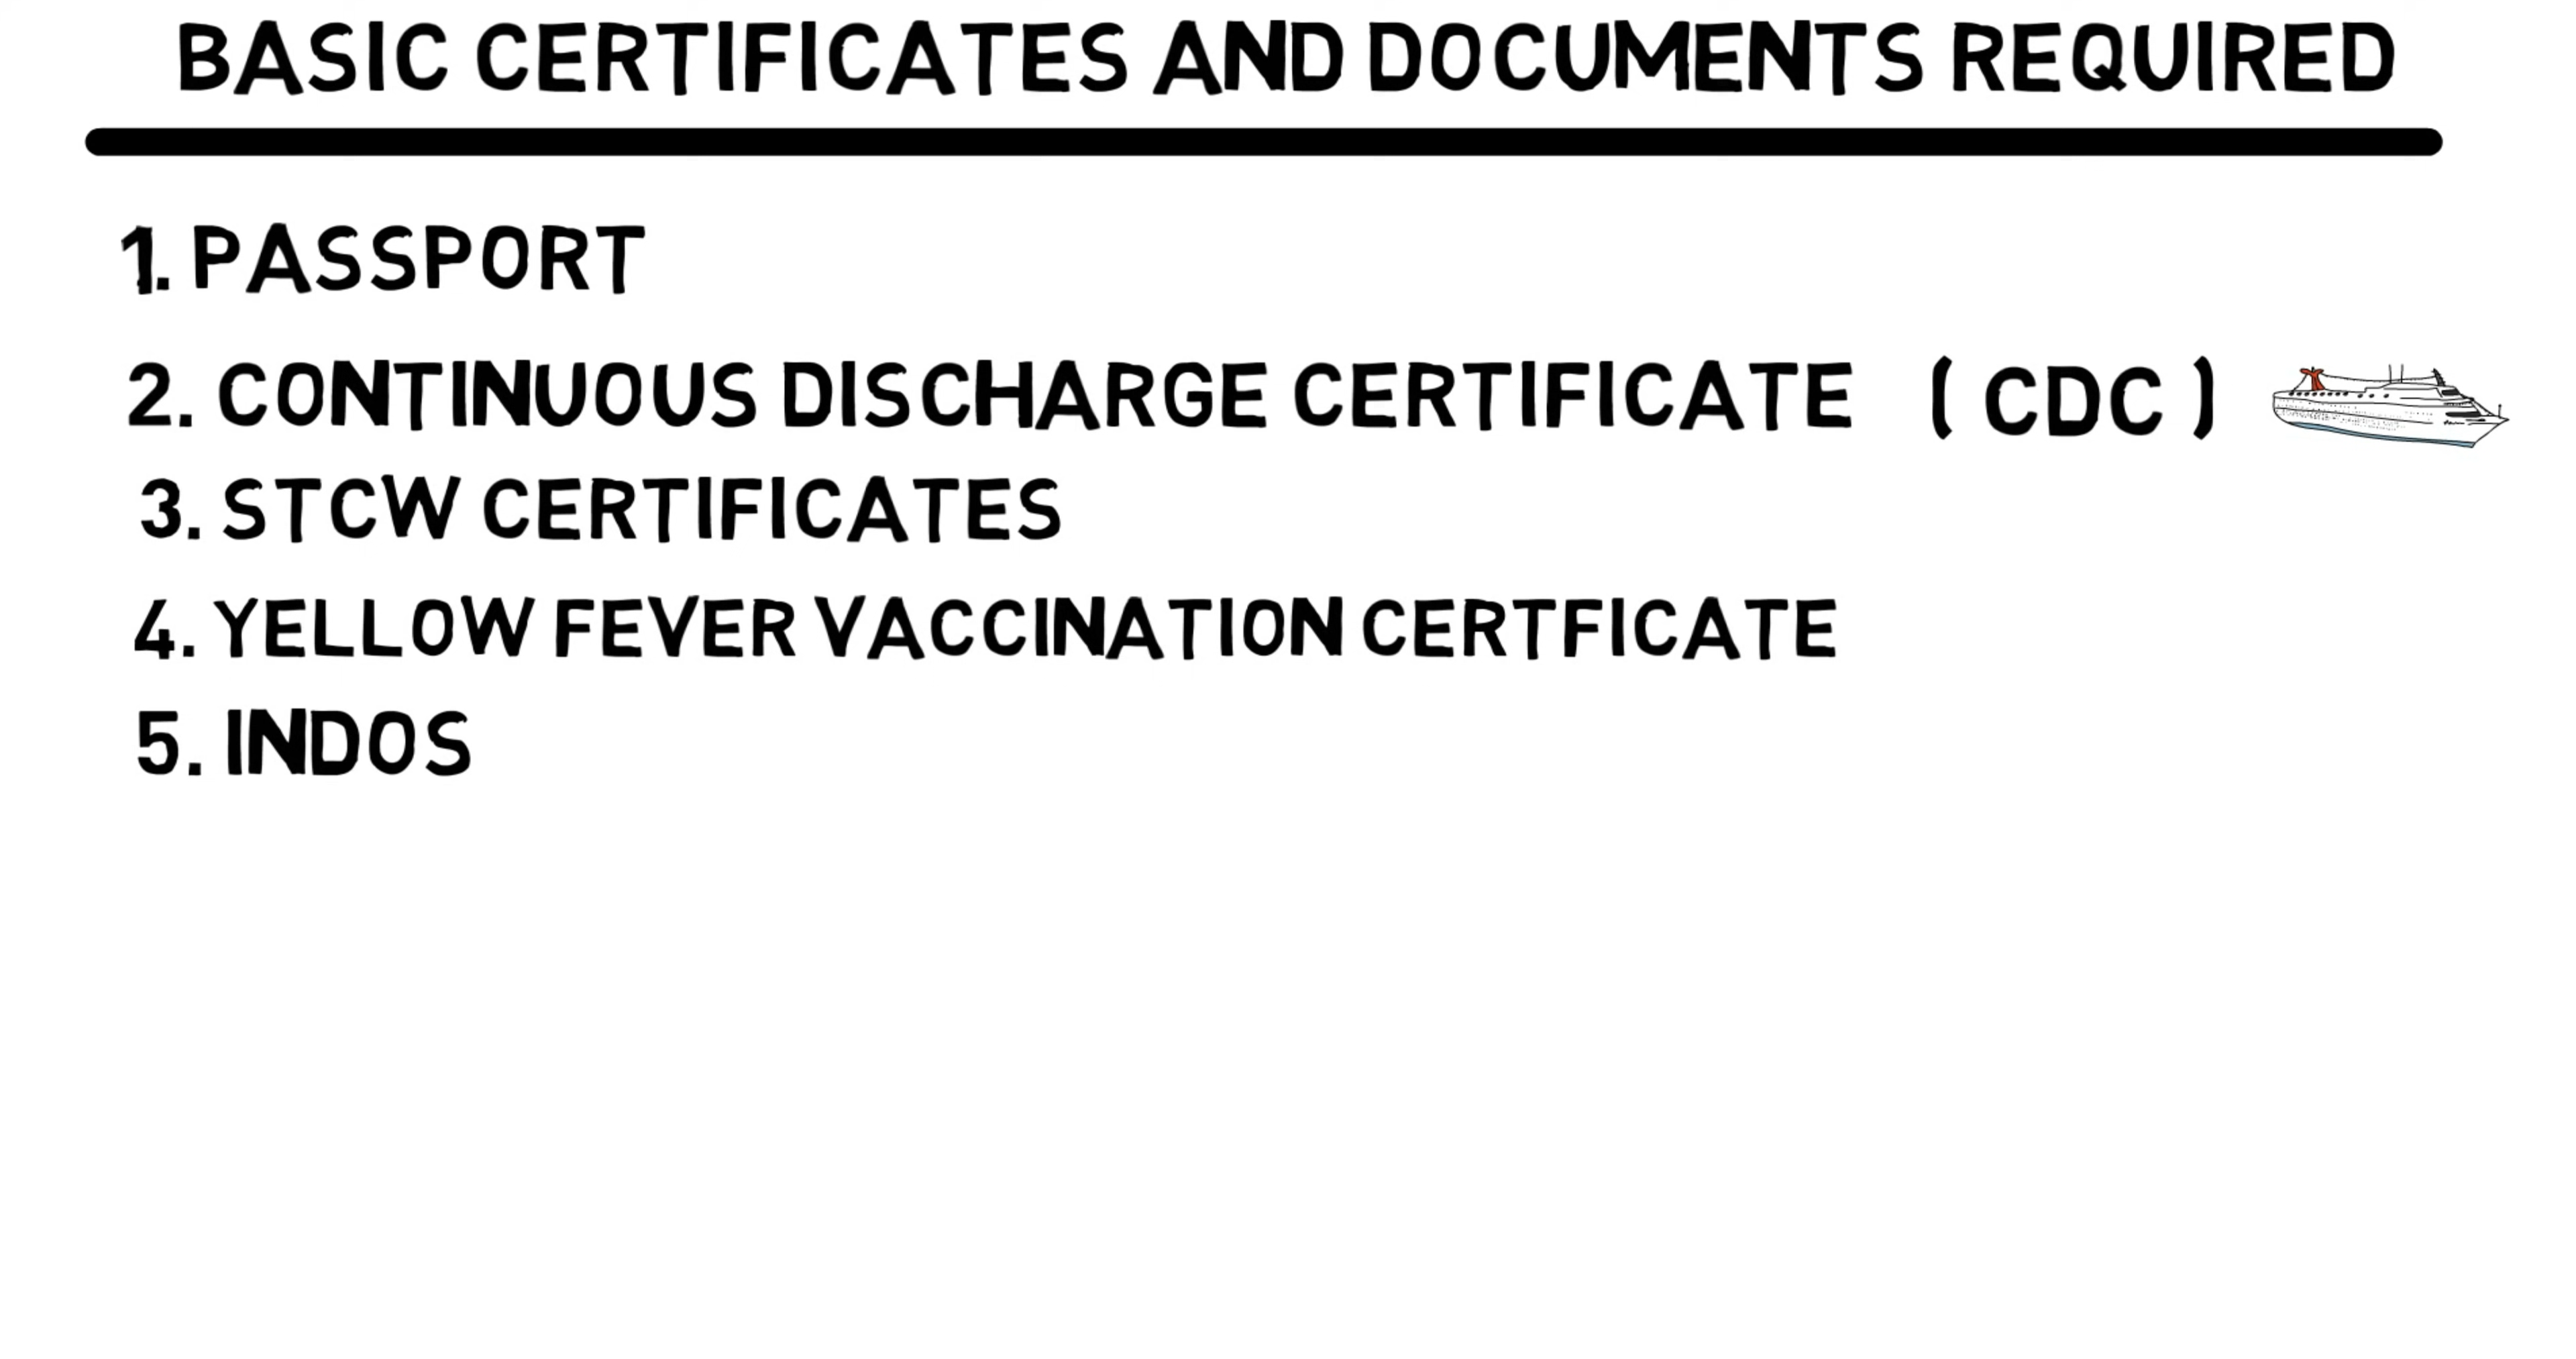 BASIC CERTIFICATES AND DOCUMENTS REQUIRED
1. PASSPORT
2. CONTINUOUS DISCHARGE CERTIFICATE ( CDC )
3. STCW CERTIFICATES
4. YELLOW FEVER VACCINATION CERTFICATE
5. INDOS